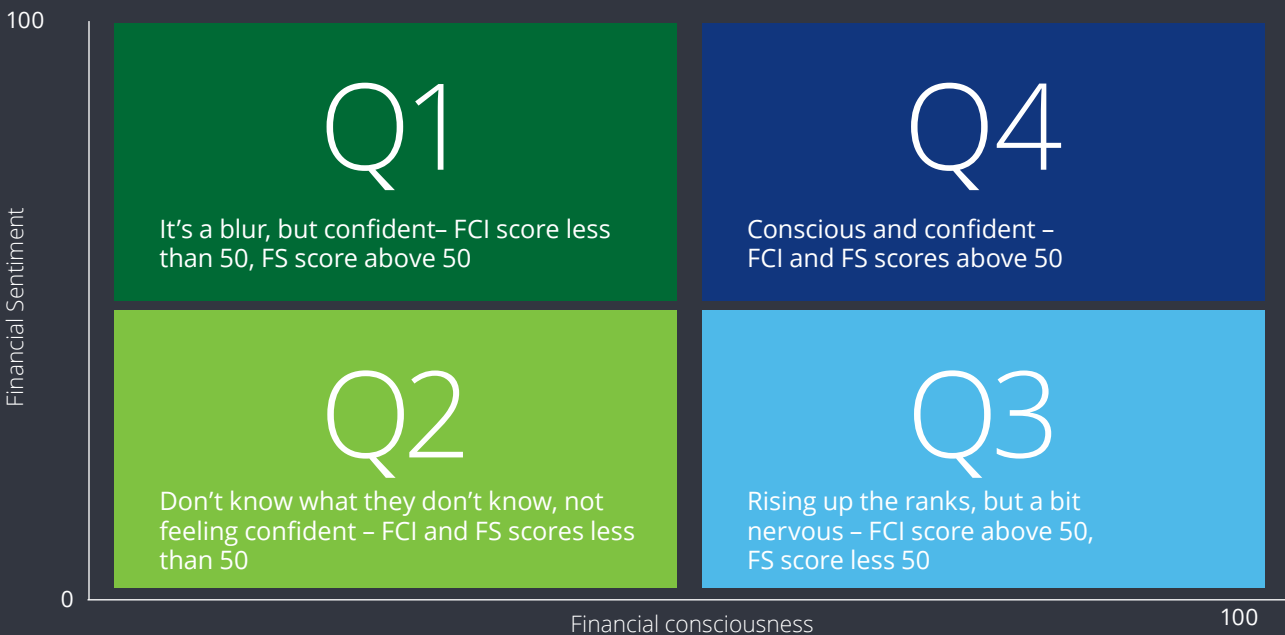 100
Financial Sentiment
Q1
It's a blur, but confident– FCI score less
than 50, FS score above 50
Q4
Conscious and confident –
FCI and FS scores above 50
Q2
Don't know what they don't know, not
feeling confident – FCI and FS scores less
than 50
Q3
Rising up the ranks, but a bit
nervous – FCI score above 50,
FS score less 50
0
Financial consciousness
100